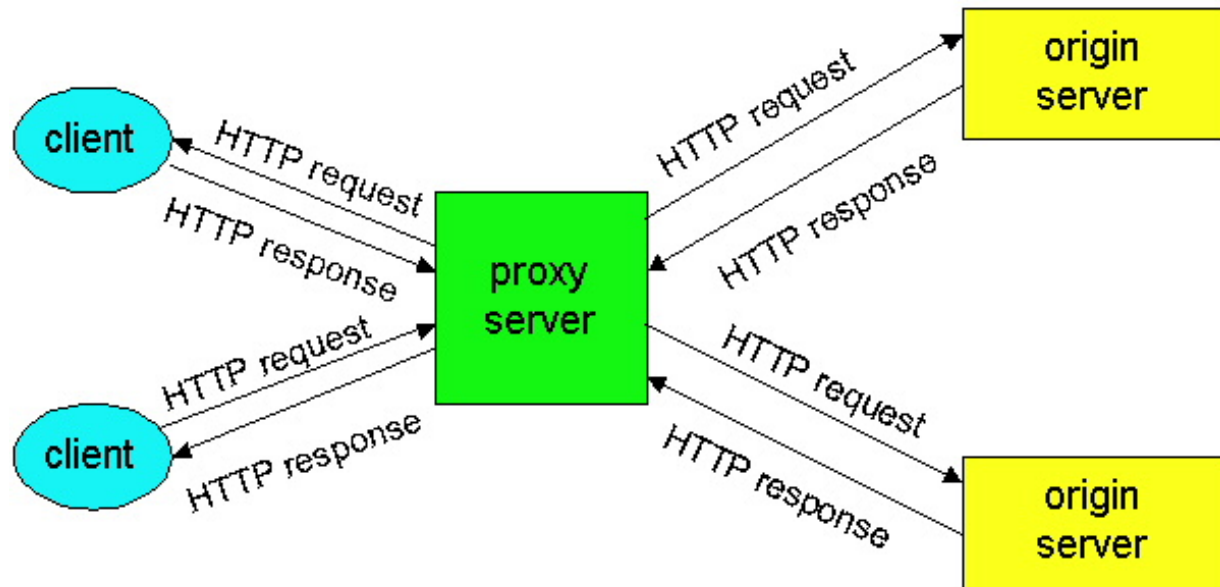 client
HTTP request
HTTP response
HTTP request
HTTP response
client
proxy
server
HTTP request
HTTP response
HTTP request
HTTP response
origin
server
origin
server